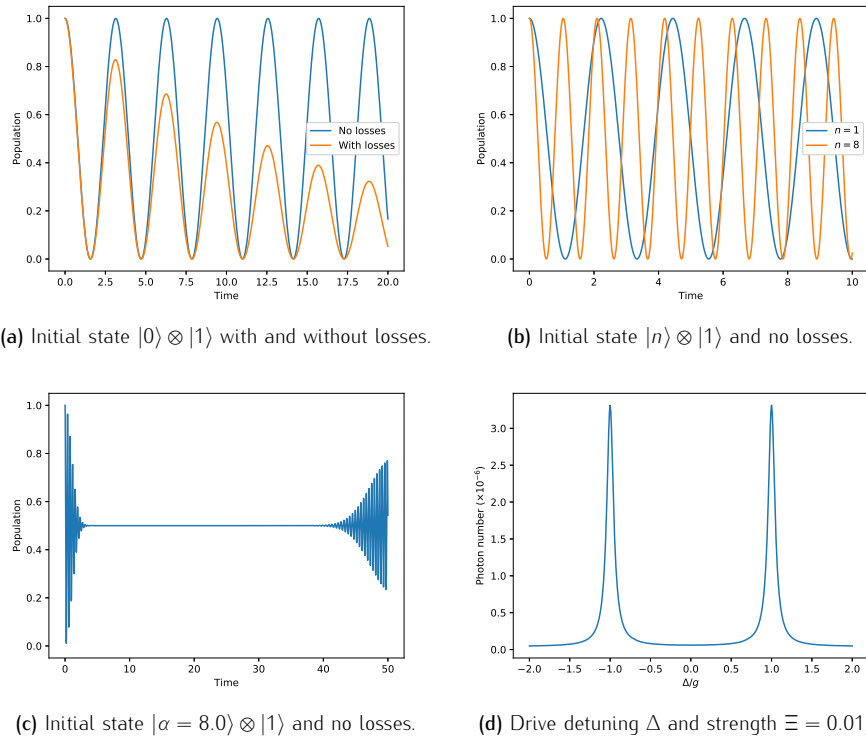 1.0
0.8
0.6
0.4
0.2
0.0
Population
0.0 2.5 5.0 7.5 10.0 12.5 15.0 17.5 20.0
Time
No losses
With losses
(a) Initial state |0⟩ ⊗ |1⟩ with and without losses.
1.0
0.8
0.6
0.4
0.2
0.0
Population
0 2 4 6 8 10
Time
n = 1
n = 8
(b) Initial state |n⟩ ⊗ |1⟩ and no losses.
1.0
0.8
0.6
0.4
0.2
0.0
Population
0 10 20 30 40 50
Time
(c) Initial state |α = 8.0⟩ ⊗ |1⟩ and no losses.
3.0
2.5
2.0
1.5
1.0
0.5
0.0
Photon number (×10⁻⁶)
−2.0 −1.5 −1.0 −0.5 0.0 0.5 1.0 1.5 2.0
Δ/g
(d) Drive detuning Δ and strength Ξ = 0.01